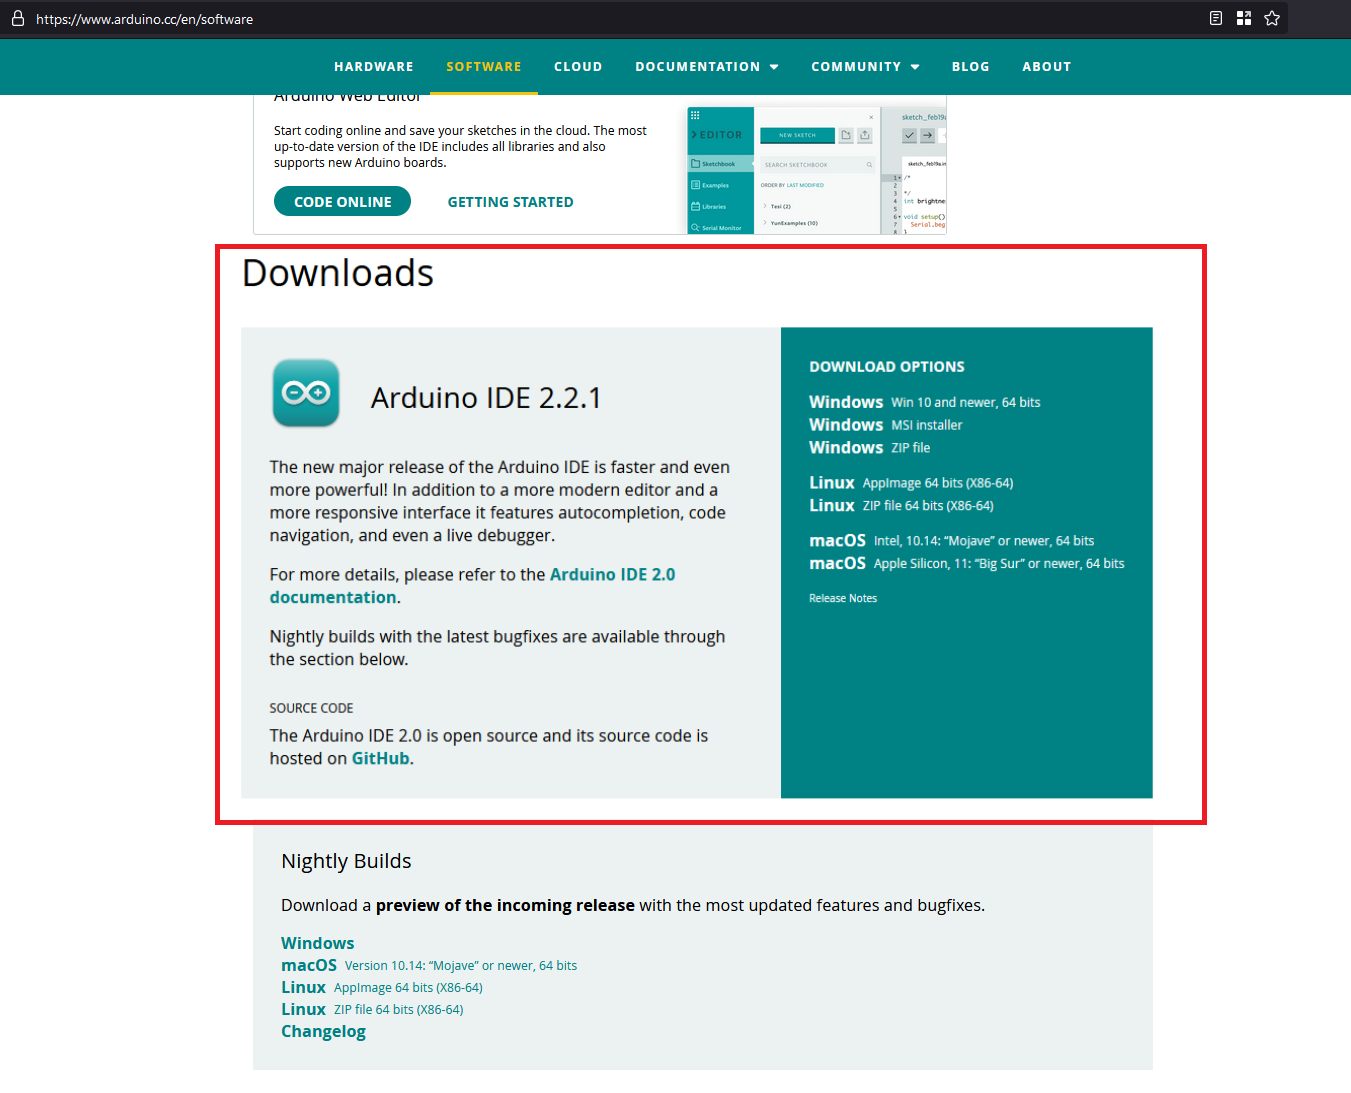 https://www.arduino.cc/en/software
HARDWARE SOFTWARE CLOUD DOCUMENTATION COMMUNITY BLOG ABOUT
Arduino Web Editor
Start coding online and save your sketches in the cloud. The most
up-to-date version of the IDE includes all libraries and also
supports new Arduino boards.
CODE ONLINE GETTING STARTED
EDITOR
Sketchbook
Examples
Libraries
Serial Monitor
NEW SKETCH
SEARCH SKETCHBOOK
ORDER BY LAST MODIFIED
Tesi (2)
YunExamples (10)
sketch_feb19a
sketch_feb19a.in
1 /*
2
3 */
4 int brightne
5
6 void setup()
7 Serial.beg
8 }
Downloads
Arduino IDE 2.2.1
The new major release of the Arduino IDE is faster and even
more powerful! In addition to a more modern editor and a
more responsive interface it features autocompletion, code
navigation, and even a live debugger.
For more details, please refer to the Arduino IDE 2.0
documentation.
Nightly builds with the latest bugfixes are available through
the section below.
SOURCE CODE
The Arduino IDE 2.0 is open source and its source code is
hosted on GitHub.
DOWNLOAD OPTIONS
Windows Win 10 and newer, 64 bits
Windows MSI installer
Windows ZIP file
Linux AppImage 64 bits (X86-64)
Linux ZIP file 64 bits (X86-64)
macOS Intel, 10.14: “Mojave” or newer, 64 bits
macOS Apple Silicon, 11: “Big Sur” or newer, 64 bits
Release Notes
Nightly Builds
Download a preview of the incoming release with the most updated features and bugfixes.
Windows
macOS Version 10.14: “Mojave” or newer, 64 bits
Linux AppImage 64 bits (X86-64)
Linux ZIP file 64 bits (X86-64)
Changelog